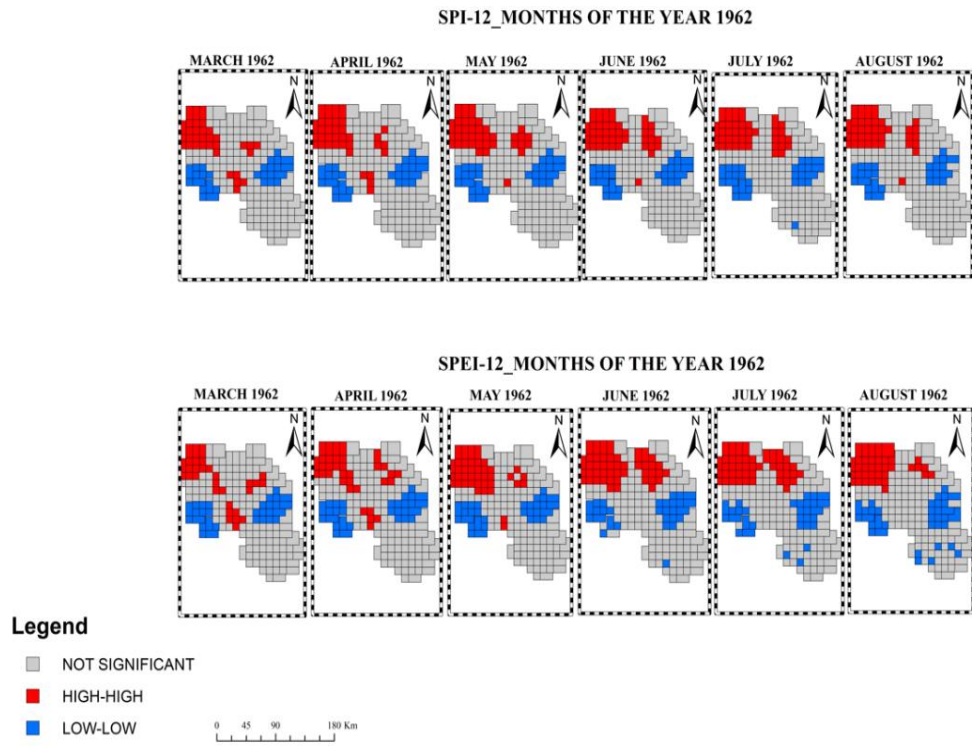 SPI-12_MONTHS OF THE YEAR 1962
MARCH 1962 APRIL 1962 MAY 1962 JUNE 1962 JULY 1962 AUGUST 1962
N N N N N N
SPEI-12_MONTHS OF THE YEAR 1962
MARCH 1962 APRIL 1962 MAY 1962 JUNE 1962 JULY 1962 AUGUST 1962
N N N N N N
Legend
NOT SIGNIFICANT
HIGH-HIGH
LOW-LOW
0 45 90 180 Km